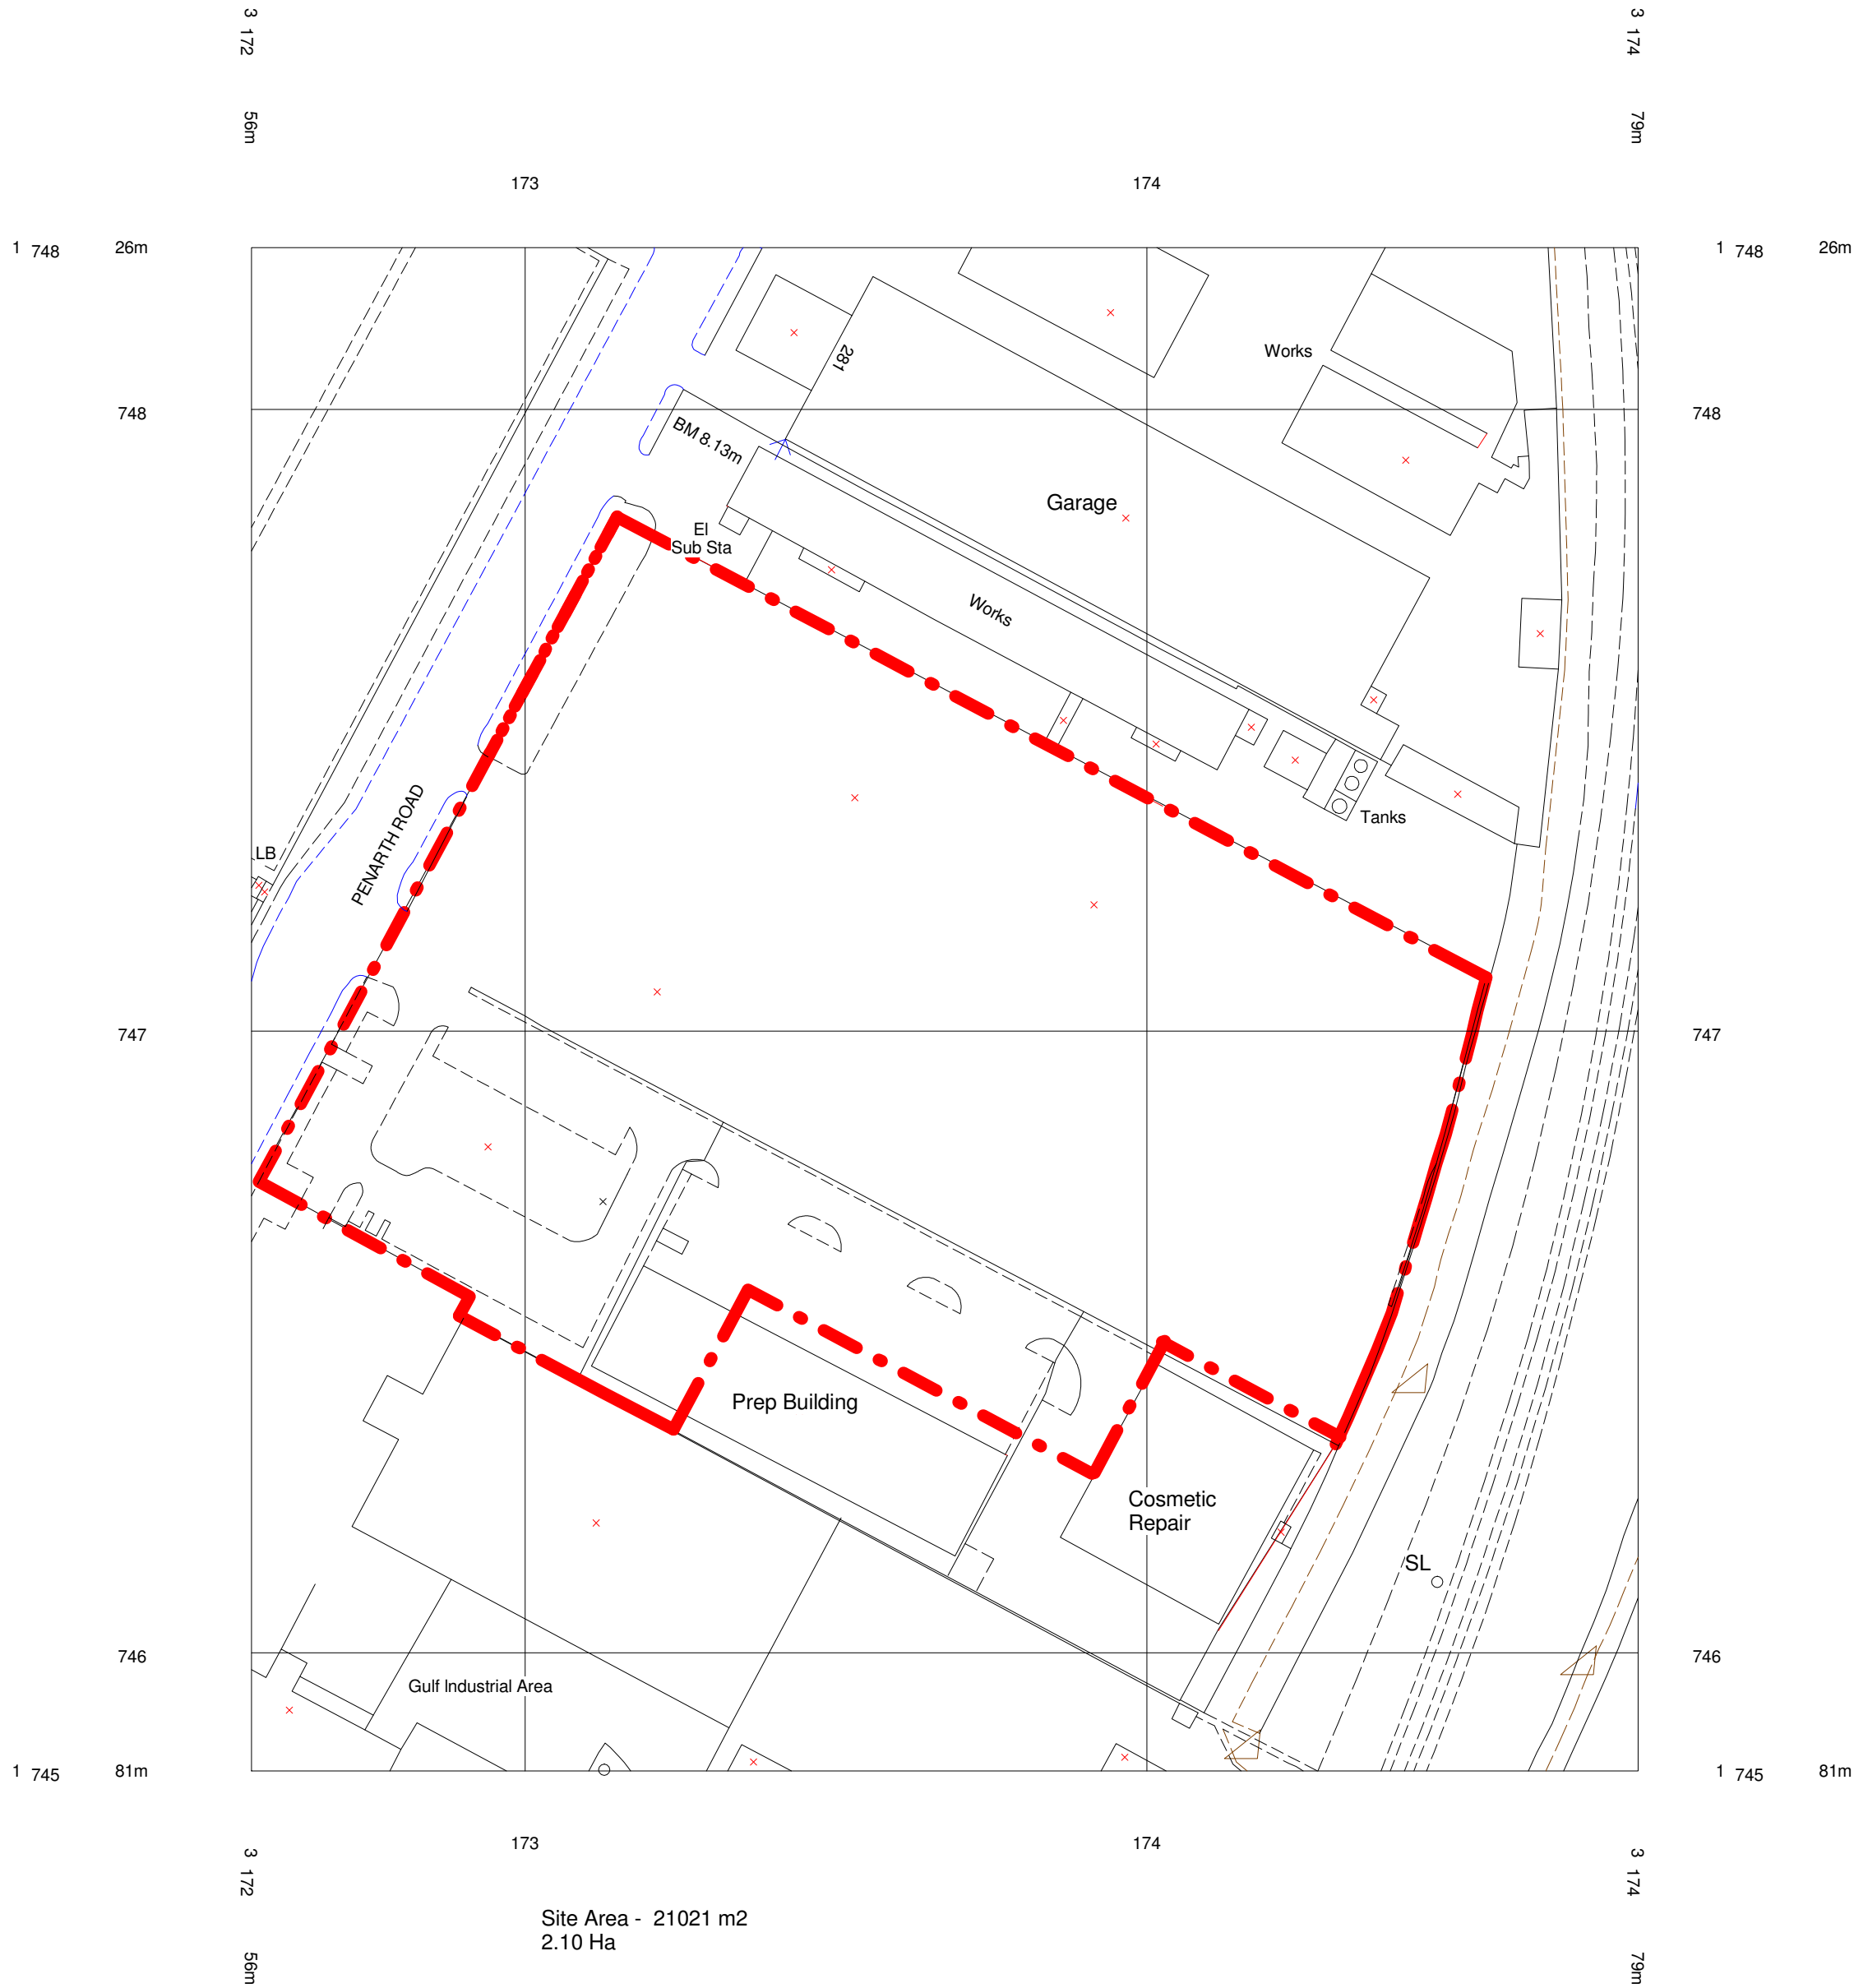 3 172 56m
3 174 79m
173
174
1 748 26m
1 748 26m
281
Works
748
748
BM 8.13m
Garage
El
Sub Sta
Works
PENARTH ROAD
Tanks
LB
747
747
Prep Building
Cosmetic
Repair
SL
746
746
Gulf Industrial Area
1 745 81m
1 745 81m
173
174
3 172 56m
3 174 79m
Site Area - 21021 m2
2.10 Ha